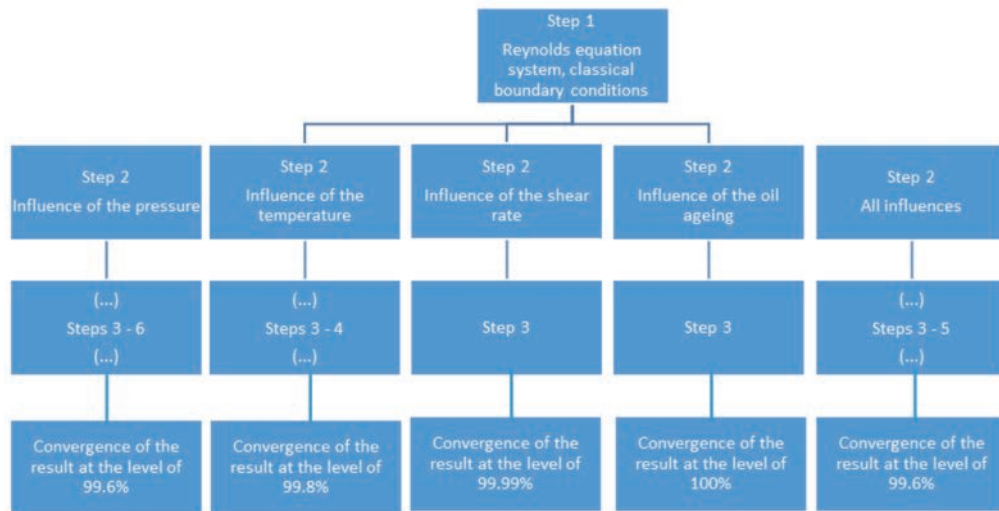 Step 1
Reynolds equation
system, classical
boundary conditions
Step 2
Influence of the pressure
Step 2
Influence of the
temperature
Step 2
Influence of the shear
rate
Step 2
Influence of the oil
ageing
Step 2
All influences
(...)
Steps 3 - 6
(...)
(...)
Steps 3 - 4
(...)
Step 3
Step 3
(...)
Steps 3 - 5
(...)
Convergence of the
result at the level of
99.6%
Convergence of the
result at the level of
99.8%
Convergence of the
result at the level of
99.99%
Convergence of the
result at the level of
100%
Convergence of the
result at the level of
99.6%